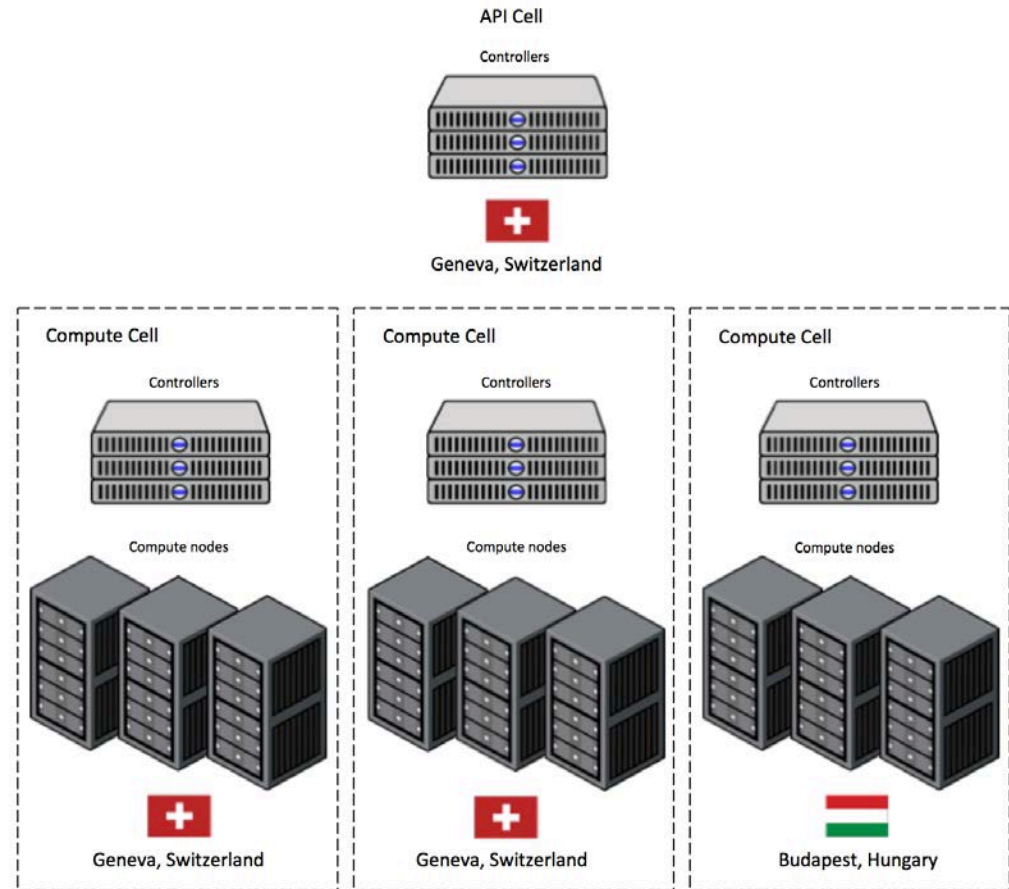 API Cell
Controllers
Geneva, Switzerland
Compute Cell
Controllers
Compute nodes
Geneva, Switzerland
Compute Cell
Controllers
Compute nodes
Geneva, Switzerland
Compute Cell
Controllers
Compute nodes
Budapest, Hungary